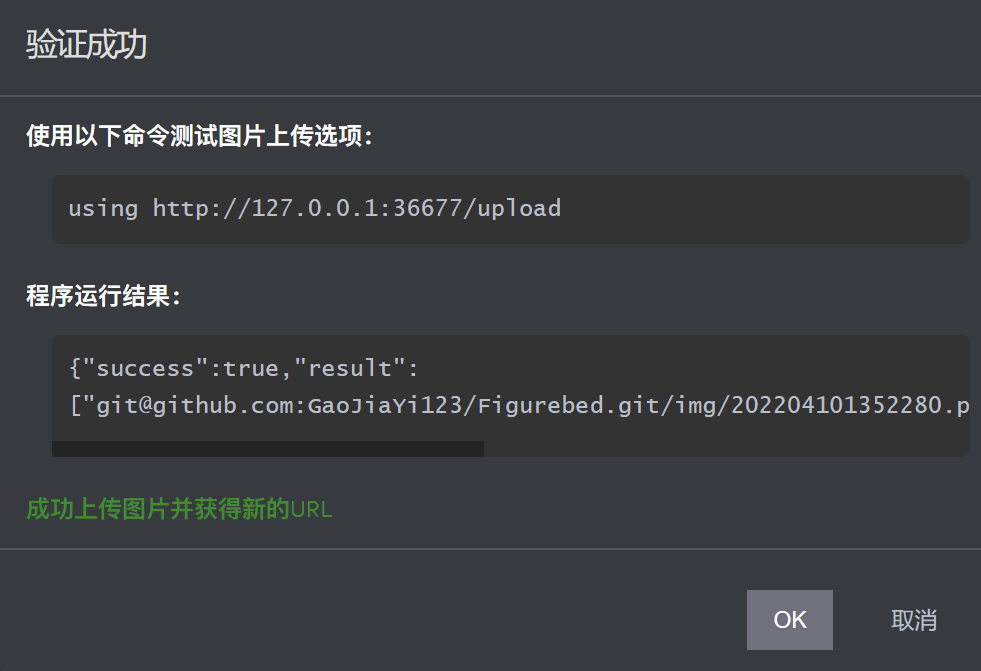 验证成功
使用以下命令测试图片上传选项：
using http://127.0.0.1:36677/upload
程序运行结果：
{"success":true,"result":
["git@github.com:GaoJiaYi123/Figurebed.git/img/202204101352280.p
成功上传图片并获得新的URL
OK
取消